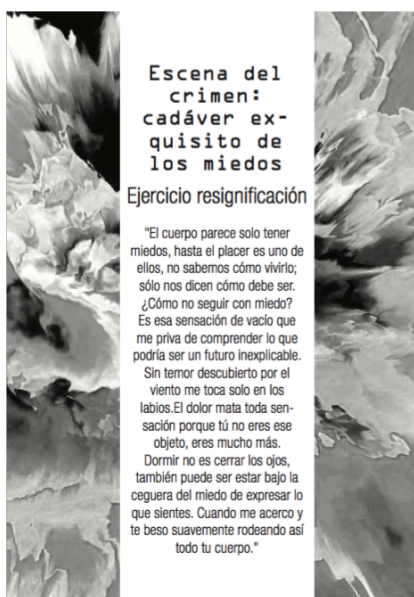 Escena del
crimen:
cadáver ex-
quisito de
los miedos
Ejercicio resignificación
"El cuerpo parece solo tener
miedos, hasta el placer es uno de
ellos, no sabemos cómo vivirlo;
sólo nos dicen cómo debe ser.
¿Cómo no seguir con miedo?
Es esa sensación de vacío que
me priva de comprender lo que
podría ser un futuro inexplicable.
Sin temor descubierto por el
viento me toca solo en los
labios.El dolor mata toda sen-
sación porque tú no eres ese
objeto, eres mucho más.
Dormir no es cerrar los ojos,
también puede ser estar bajo la
ceguera del miedo de expresar lo
que sientes. Cuando me acerco y
te beso suavemente rodeando así
todo tu cuerpo."